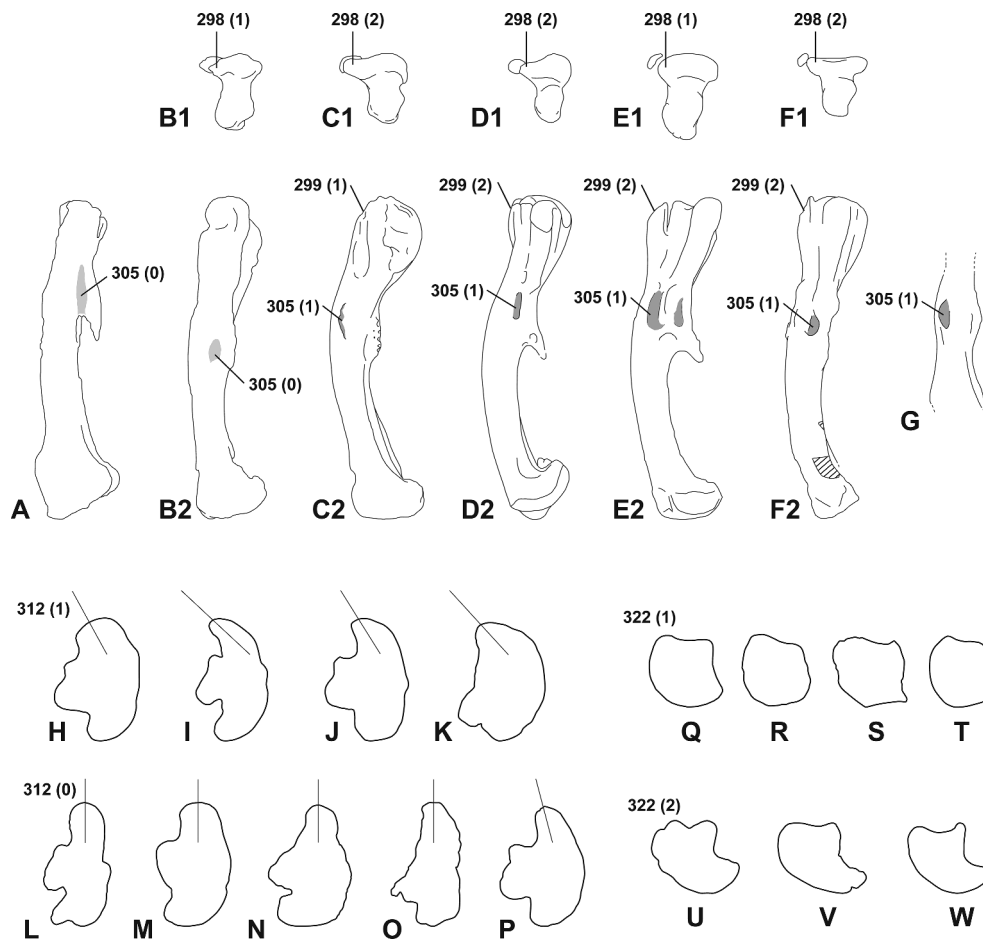 298 (1) 298 (2) 298 (2) 298 (1) 298 (2)
B1 C1 D1 E1 F1
299 (1) 299 (2) 299 (2) 299 (2)
305 (0) 305 (1) 305 (1) 305 (1) 305 (1) 305 (1)
305 (0)
A B2 C2 D2 E2 F2 G
312 (1) 322 (1)
H I J K Q R S T
312 (0) 322 (2)
L M N O P U V W